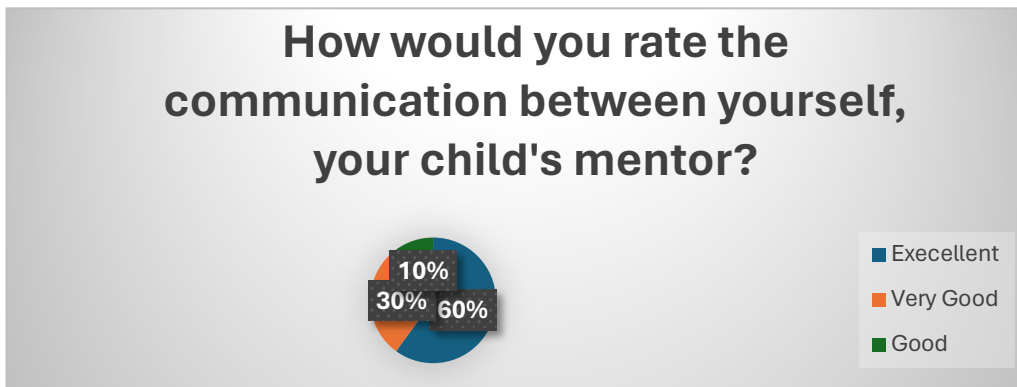 How would you rate the
communication between yourself,
your child's mentor?
10%
30%
60%
Execellent
Very Good
Good